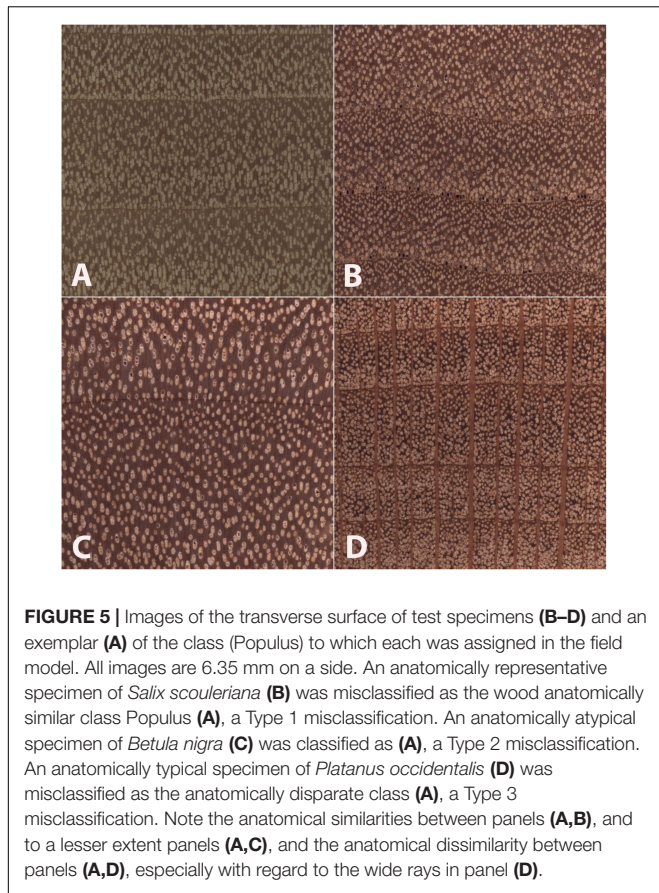 A
B
C
D
FIGURE 5 | Images of the transverse surface of test specimens (B–D) and an
exemplar (A) of the class (Populus) to which each was assigned in the field
model. All images are 6.35 mm on a side. An anatomically representative
specimen of Salix scouleriana (B) was misclassified as the wood anatomically
similar class Populus (A), a Type 1 misclassification. An anatomically atypical
specimen of Betula nigra (C) was classified as (A), a Type 2 misclassification.
An anatomically typical specimen of Platanus occidentalis (D) was
misclassified as the anatomically disparate class (A), a Type 3
misclassification. Note the anatomical similarities between panels (A,B), and
to a lesser extent panels (A,C), and the anatomical dissimilarity between
panels (A,D), especially with regard to the wide rays in panel (D).